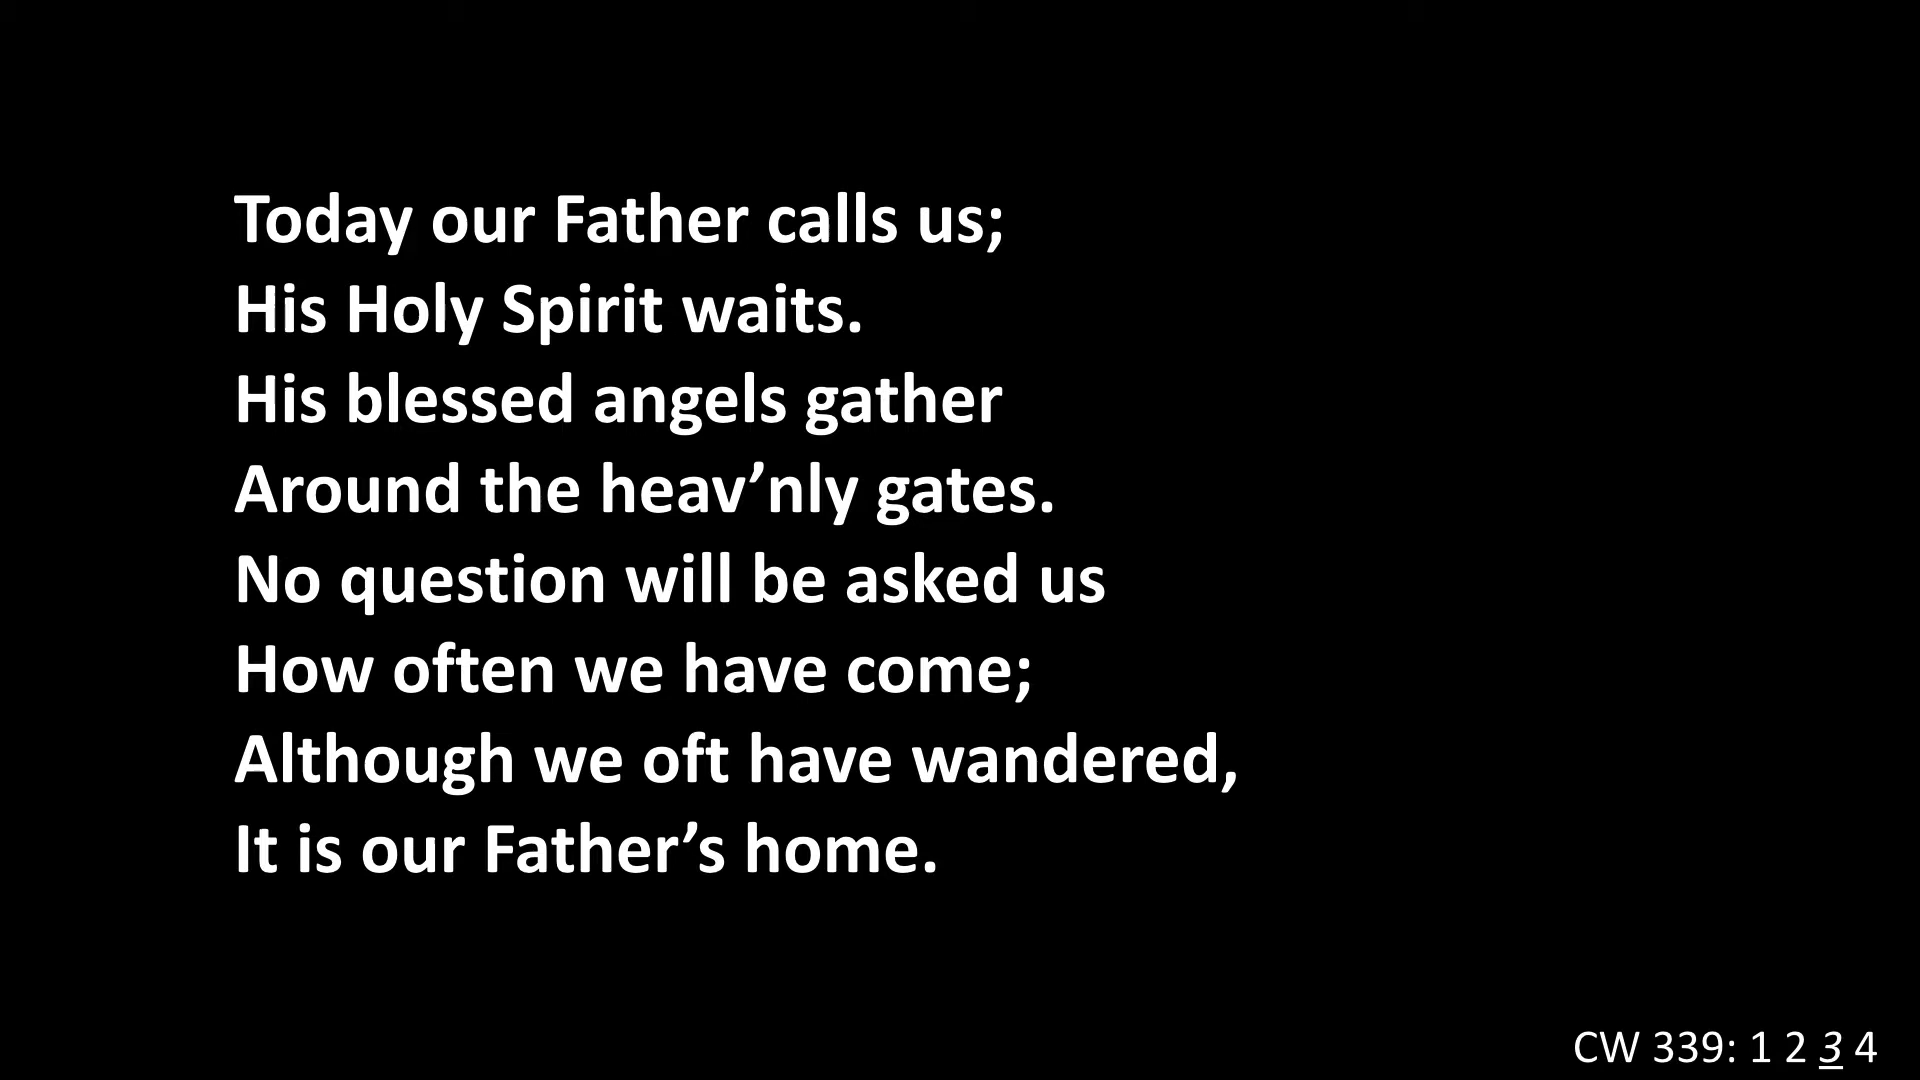 Today our Father calls us;
His Holy Spirit waits.
His blessed angels gather
Around the heav’nly gates.
No question will be asked us
How often we have come;
Although we oft have wandered,
It is our Father’s home.
CW 339: 1 2 3 4